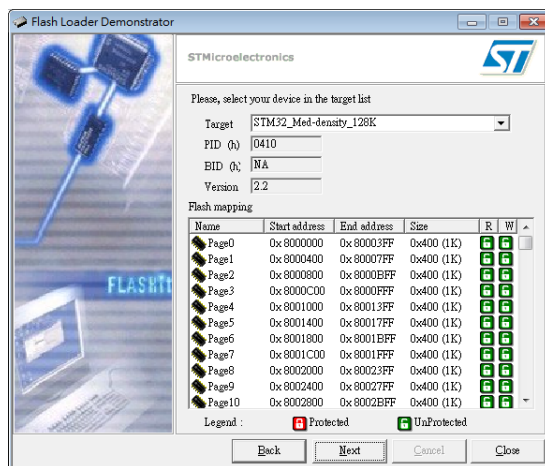 Flash Loader Demonstrator
STMicroelectronics
ST
Please, select your device in the target list
Target STM32_Med-density_128K
PID (h) 0410
BID (h) NA
Version 2.2
Flash mapping
Name Start address End address Size R W
Page0 0x 8000000 0x 80003FF 0x400 (1K)
Page1 0x 8000400 0x 80007FF 0x400 (1K)
Page2 0x 8000800 0x 8000BFF 0x400 (1K)
Page3 0x 8000C00 0x 8000FFF 0x400 (1K)
Page4 0x 8001000 0x 80013FF 0x400 (1K)
Page5 0x 8001400 0x 80017FF 0x400 (1K)
Page6 0x 8001800 0x 8001BFF 0x400 (1K)
Page7 0x 8001C00 0x 8001FFF 0x400 (1K)
Page8 0x 8002000 0x 80023FF 0x400 (1K)
Page9 0x 8002400 0x 80027FF 0x400 (1K)
Page10 0x 8002800 0x 8002BFF 0x400 (1K)
Legend : Protected UnProtected
Back Next Cancel Close